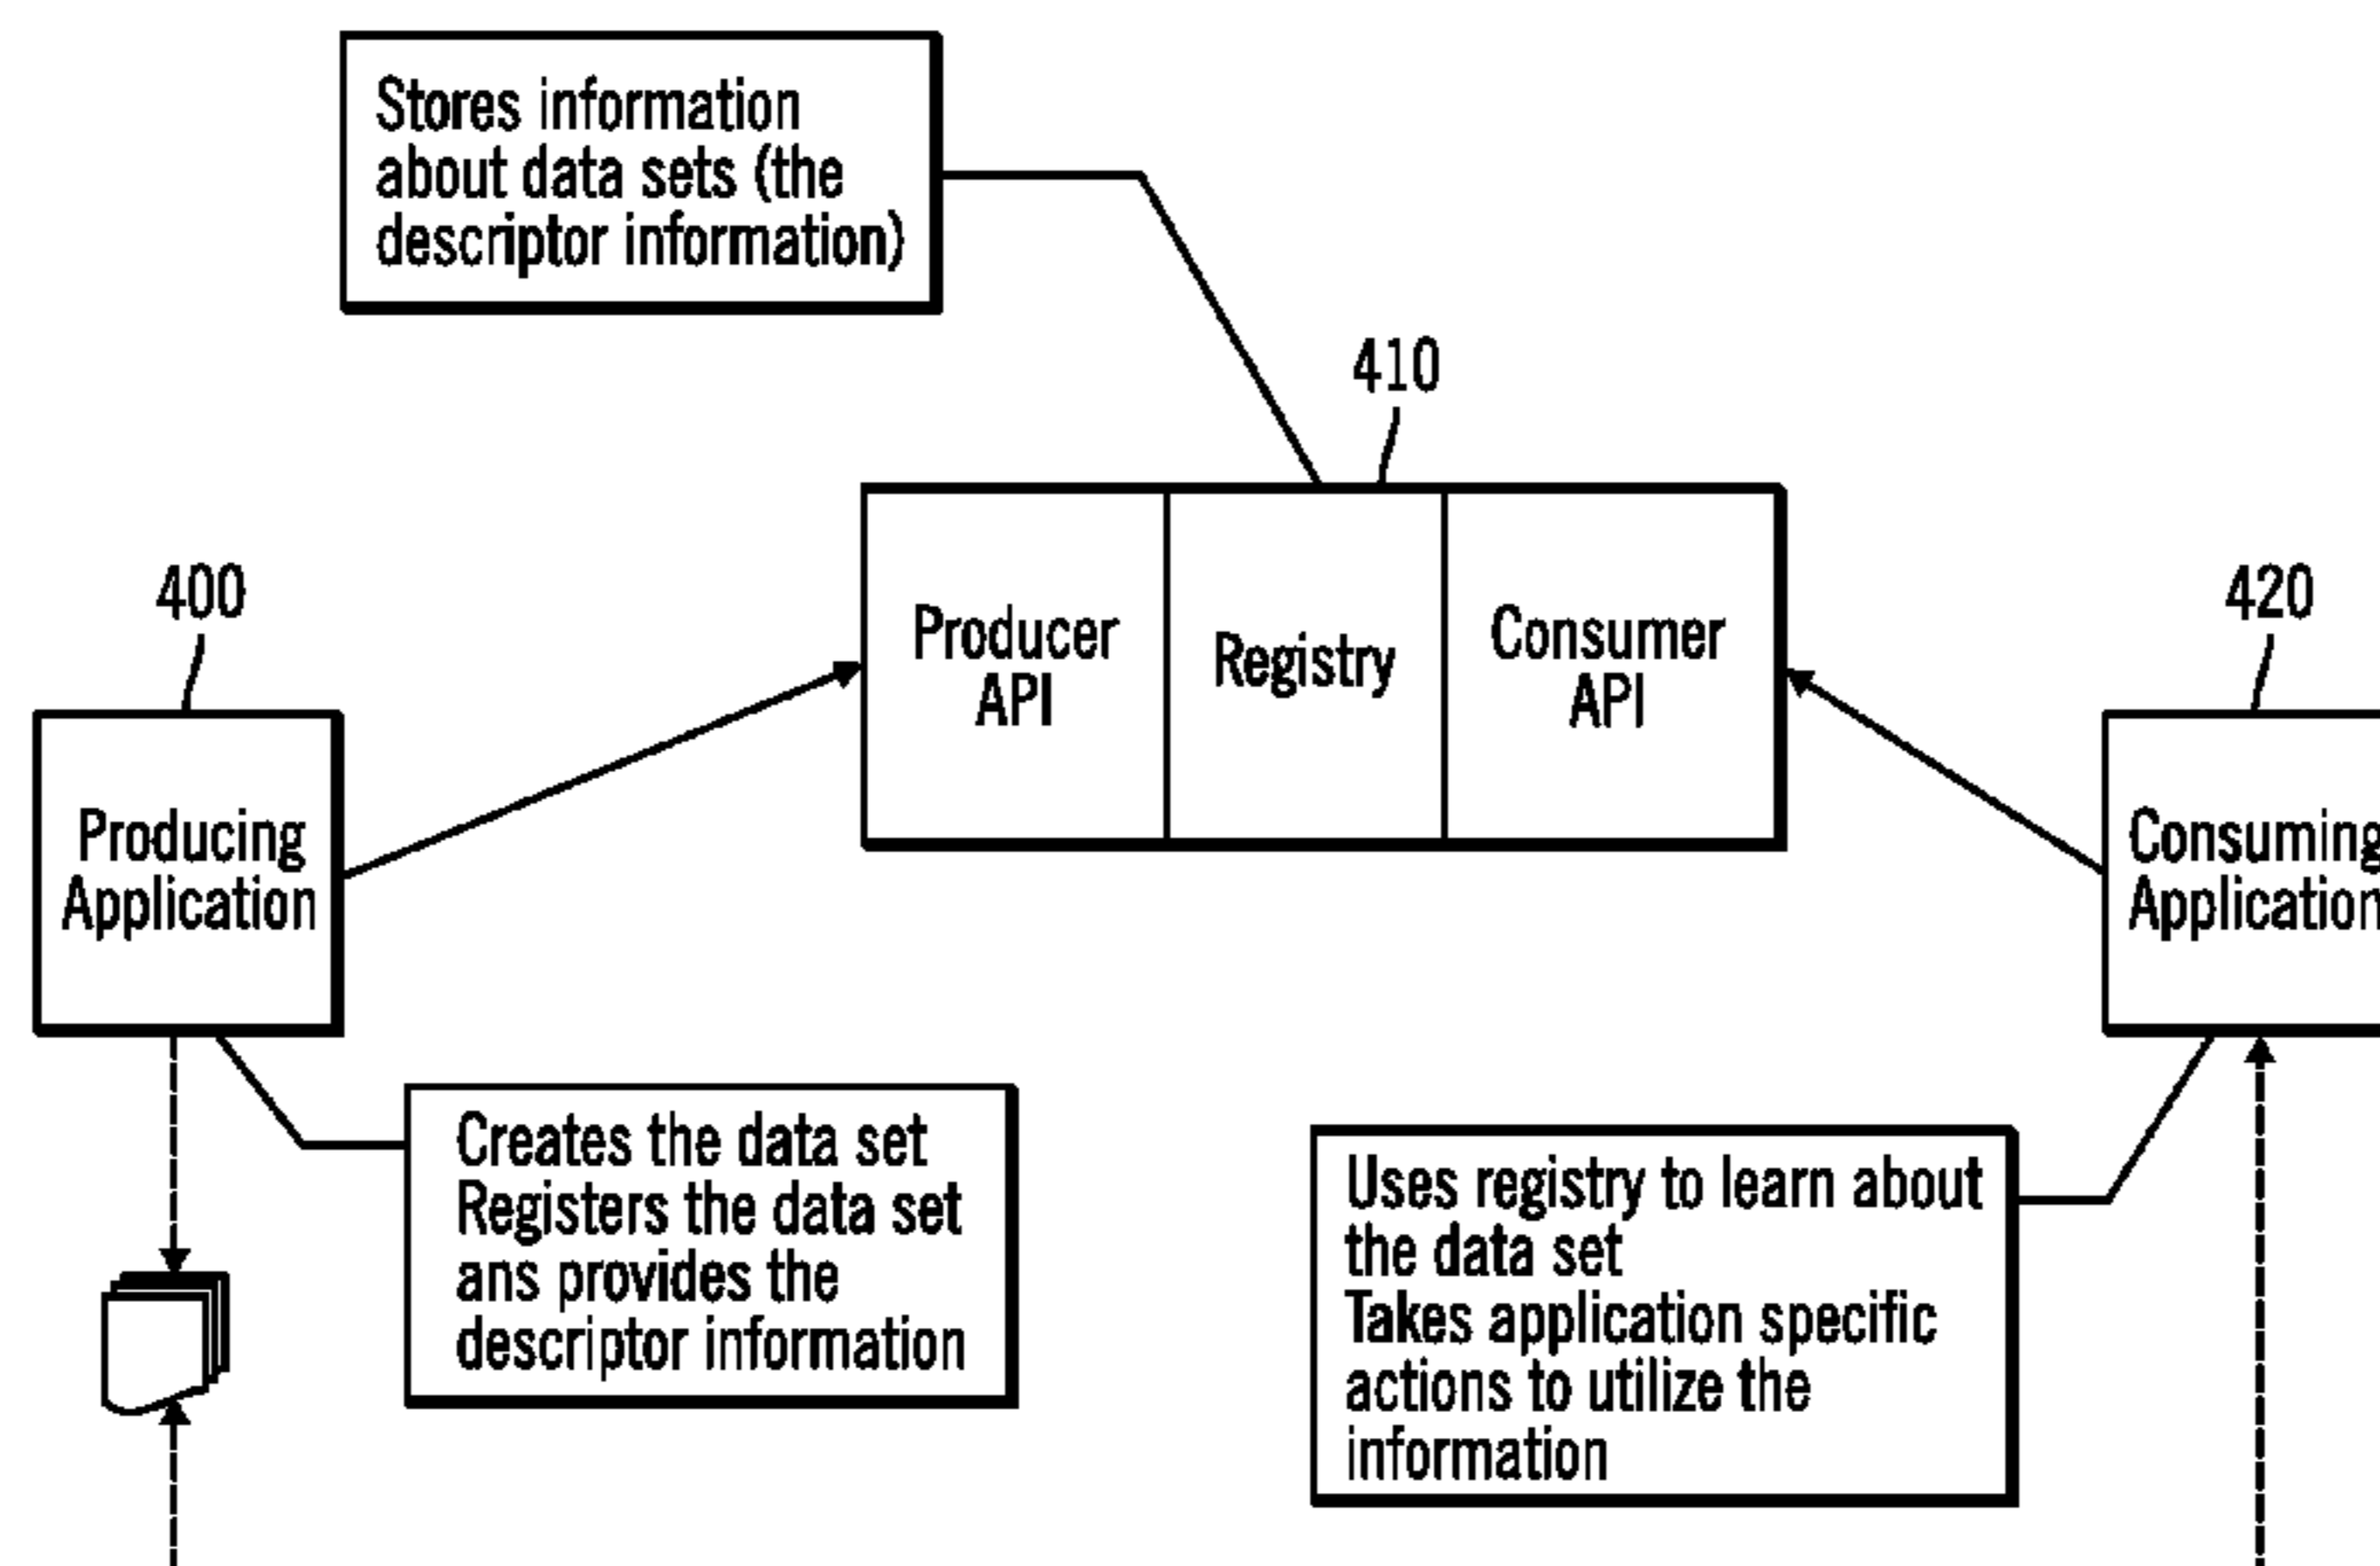 Stores information
about data sets (the
descriptor information)
410
400
420
Producer
API
Registry
Consumer
API
Producing
Application
Consuming
Application
Creates the data set
Registers the data set
ans provides the
descriptor information
Uses registry to learn about
the data set
Takes application specific
actions to utilize the
information